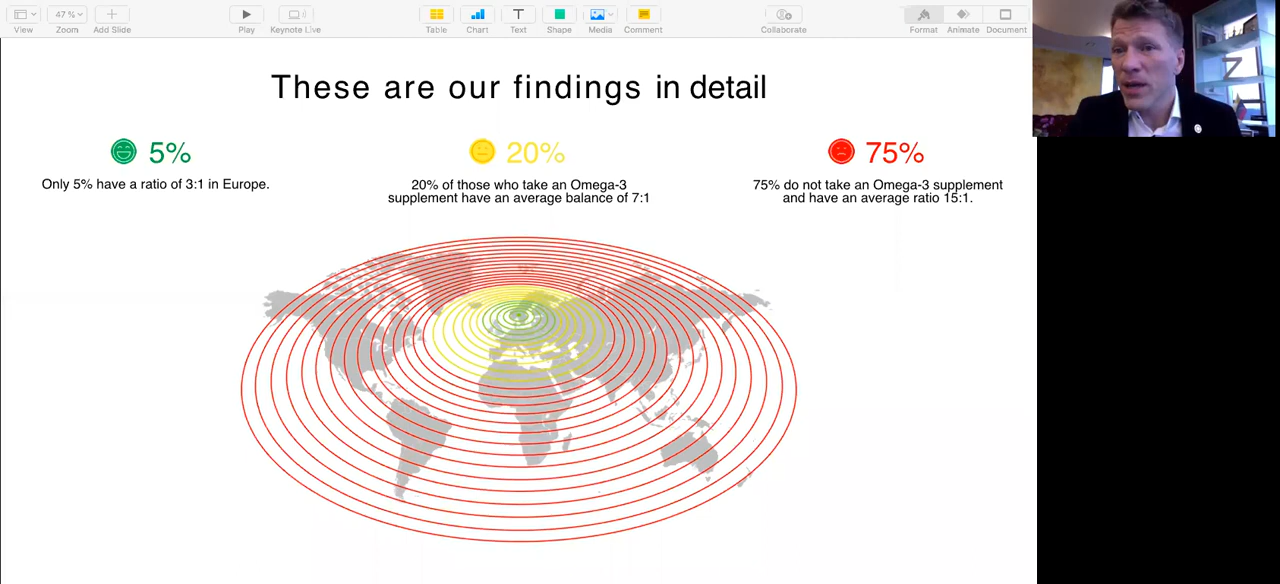 47 %
View
Zoom
Add Slide
Play
Keynote Live
Table
Chart
Text
Shape
Media
Comment
Collaborate
Format
Animate
Document
These are our findings in detail
5%
Only 5% have a ratio of 3:1 in Europe.
20%
20% of those who take an Omega-3
supplement have an average balance of 7:1
75%
75% do not take an Omega-3 supplement
and have an average ratio 15:1.